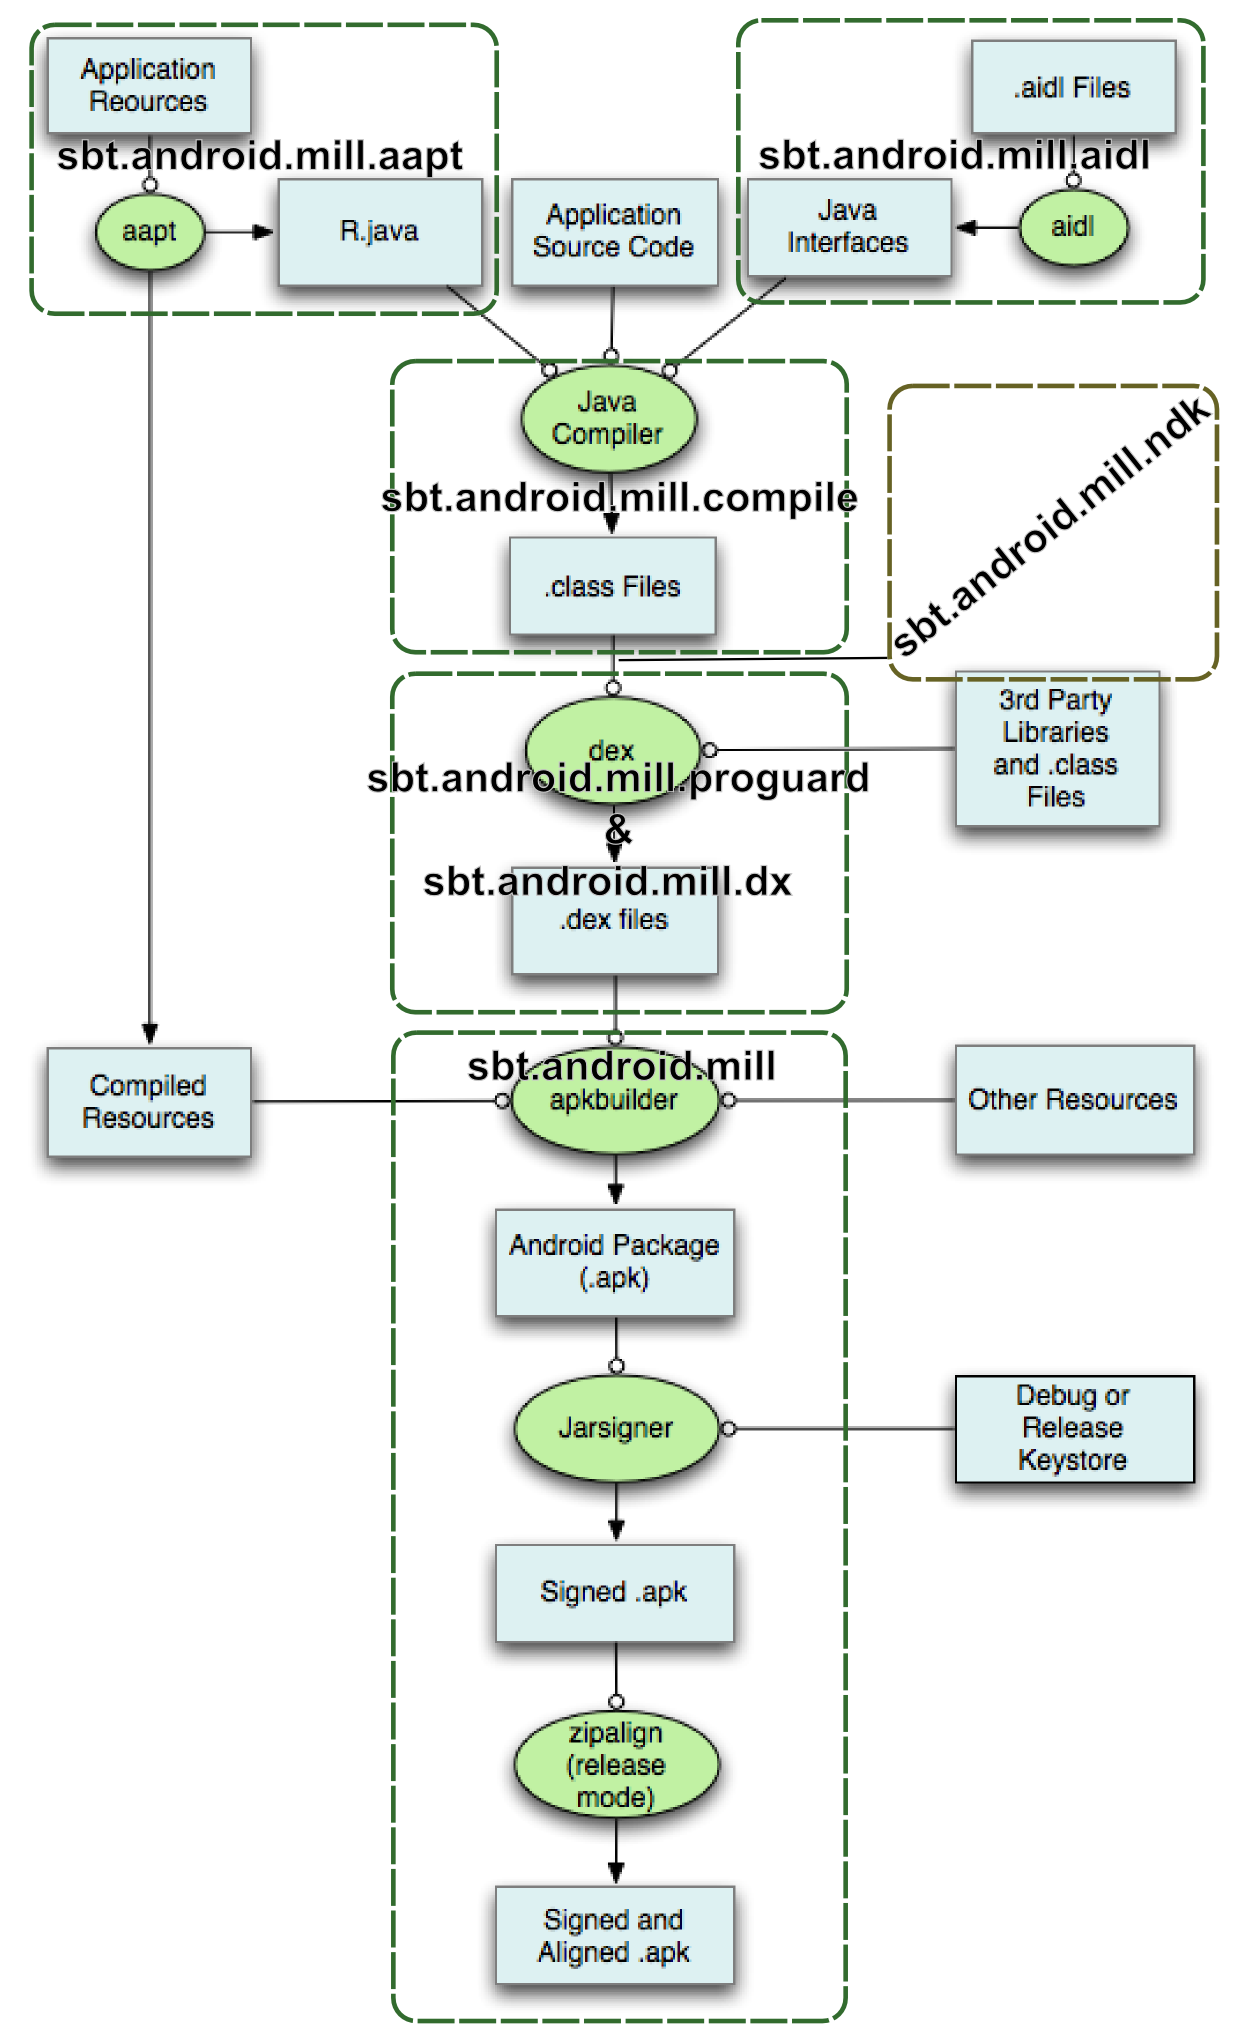 Application
Reources
.aidl Files
sbt.android.mill.aapt
sbt.android.mill.aidl
aapt
R.java
Application
Source Code
Java
Interfaces
aidl
Java
Compiler
sbt.android.mill.compile
sbt.android.mill.ndk
.class Files
3rd Party
Libraries
and .class
Files
dex
sbt.android.mill.proguard
&
sbt.android.mill.dx
.dex files
sbt.android.mill
Compiled
Resources
apkbuilder
Other Resources
Android Package
(.apk)
Jarsigner
Debug or
Release
Keystore
Signed .apk
zipalign
(release
mode)
Signed and
Aligned .apk